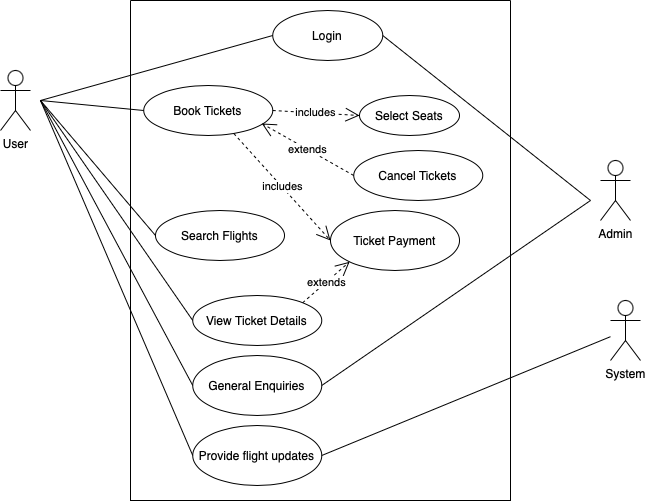 Login
Book Tickets
includes
Select Seats
User
extends
Cancel Tickets
includes
Search Flights
Ticket Payment
Admin
extends
View Ticket Details
General Enquiries
System
Provide flight updates